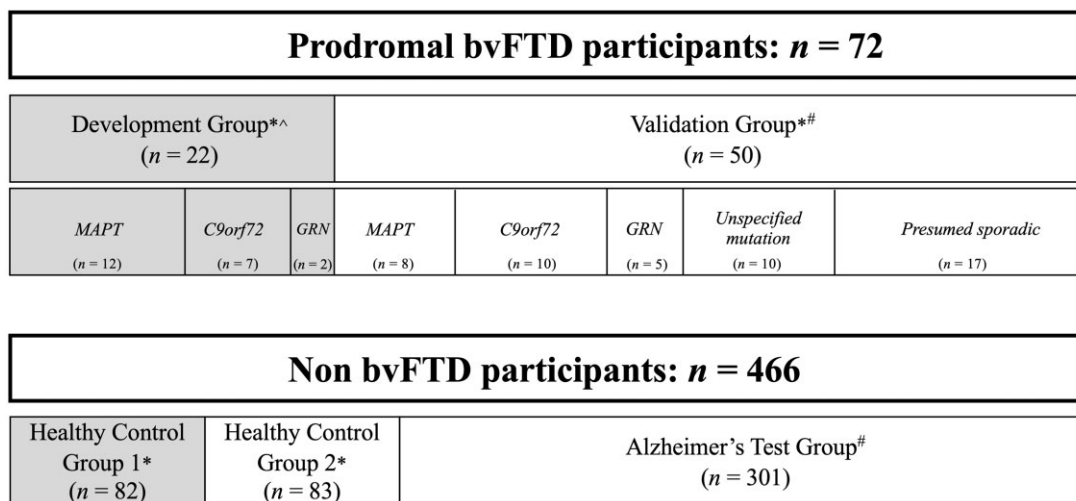 Prodromal bvFTD participants: n = 72
Development Group*^
(n = 22)
Validation Group*#
(n = 50)
MAPT
(n = 12)
C9orf72
(n = 7)
GRN
(n = 2)
MAPT
(n = 8)
C9orf72
(n = 10)
GRN
(n = 5)
Unspecified
mutation
(n = 10)
Presumed sporadic
(n = 17)
Non bvFTD participants: n = 466
Healthy Control
Group 1*
(n = 82)
Healthy Control
Group 2*
(n = 83)
Alzheimer’s Test Group#
(n = 301)